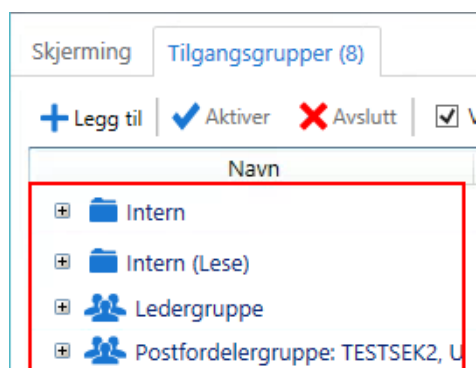 Skjerming Tilgangsgrupper (8)
Legg til Aktiver Avslutt
Navn
Intern
Intern (Lese)
Ledergruppe
Postfordelergruppe: TESTSEK2, U